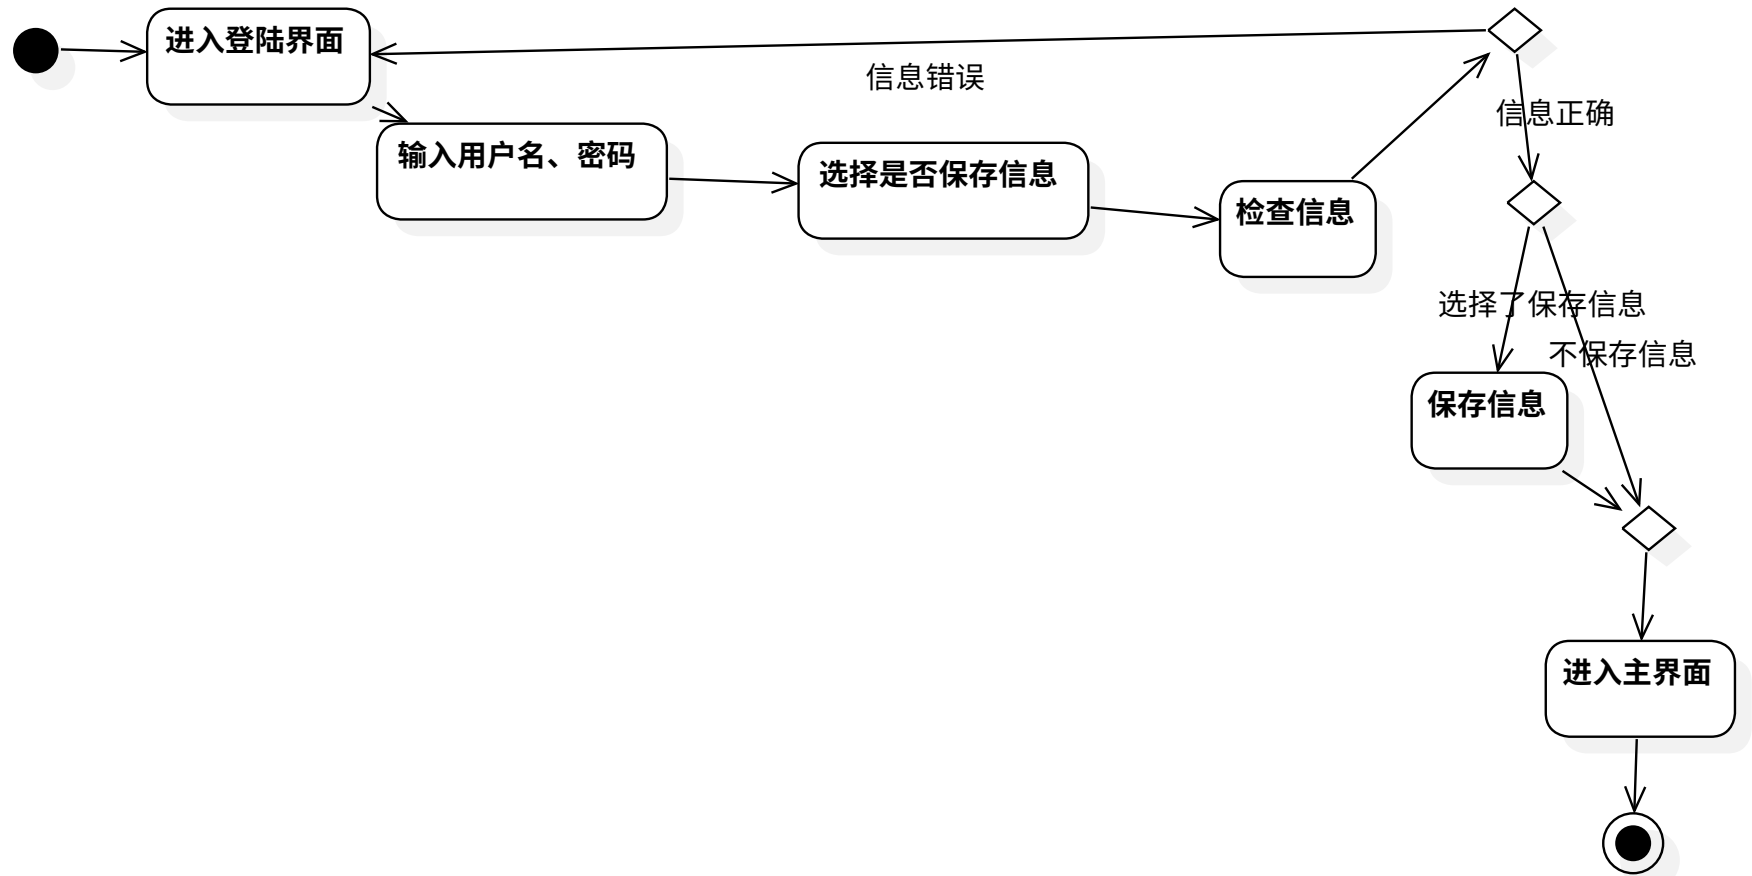 进入登陆界面
信息错误
信息正确
输入用户名、密码
选择是否保存信息
检查信息
选择了保存信息
不保存信息
保存信息
进入主界面